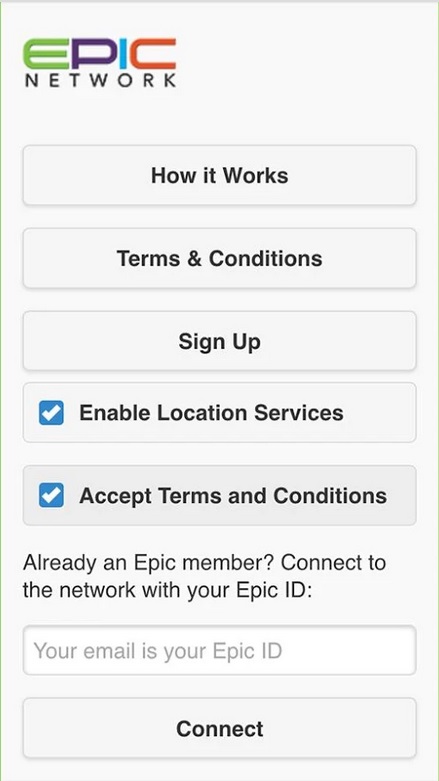 EPIC
NETWORK
How it Works
Terms & Conditions
Sign Up
Enable Location Services
Accept Terms and Conditions
Already an Epic member? Connect to
the network with your Epic ID:
Your email is your Epic ID
Connect